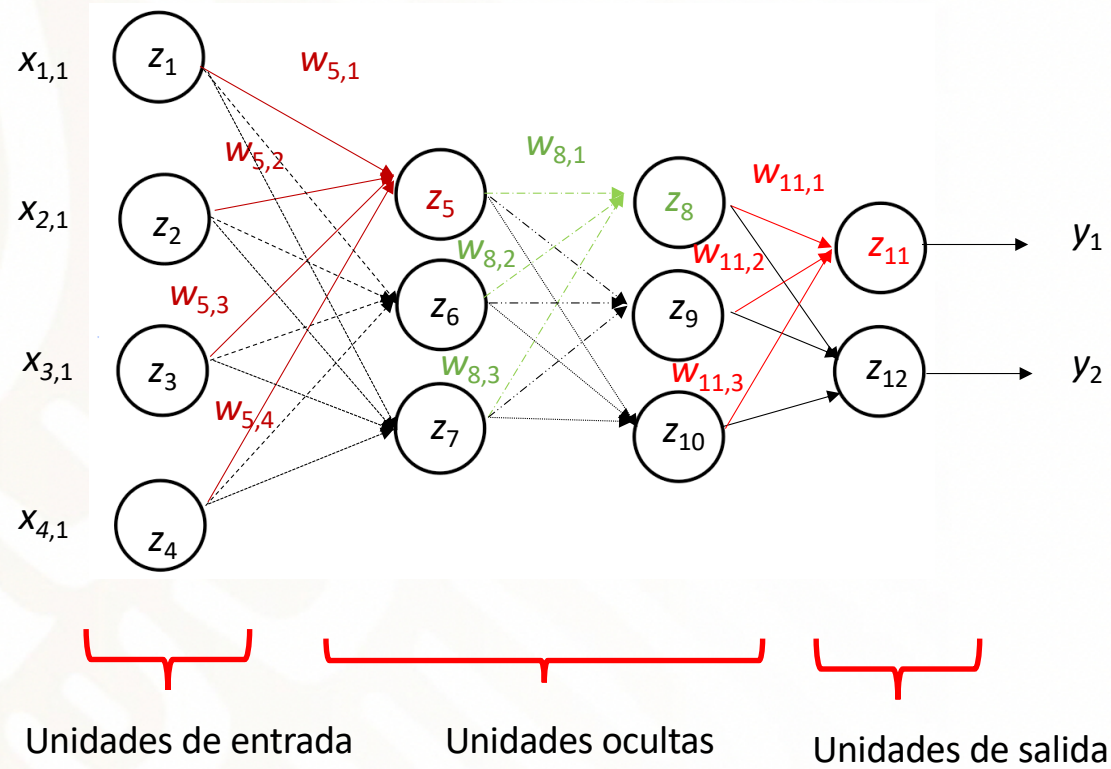 x1,1
z1
w5,1
w5,2
w8,1
x2,1
z2
z5
z8
w11,1
w8,2
w11,2
z11
y1
w5,3
z6
z9
x3,1
z3
w8,3
w11,3
z12
y2
w5,4
z7
z10
x4,1
z4
Unidades de entrada
Unidades ocultas
Unidades de salida